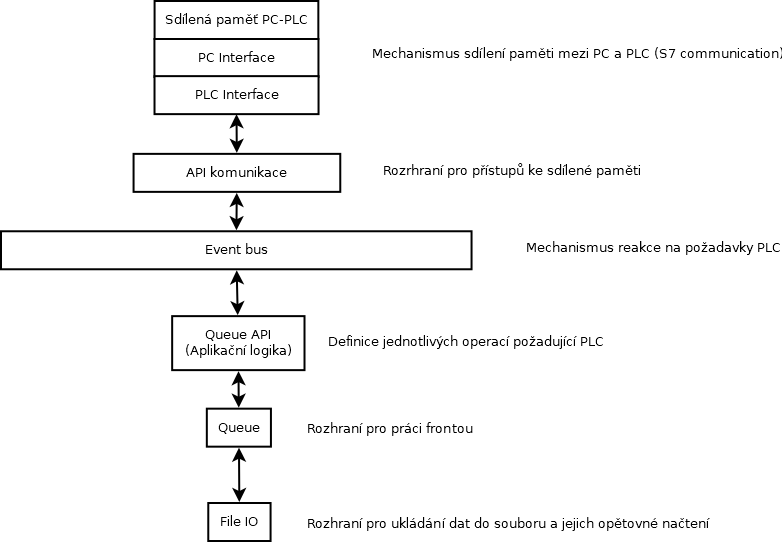 Sdílená paměť PC-PLC
PC Interface
Mechanismus sdílení paměti mezi PC a PLC (S7 communication)
PLC Interface
API komunikace
Rozrhraní pro přístupů ke sdílené paměti
Event bus
Mechanismus reakce na požadavky PLC
Queue API
(Aplikační logika)
Definice jednotlivých operací požadující PLC
Queue
Rozhraní pro práci frontou
File IO
Rozhraní pro ukládání dat do souboru a jejich opětovné načtení